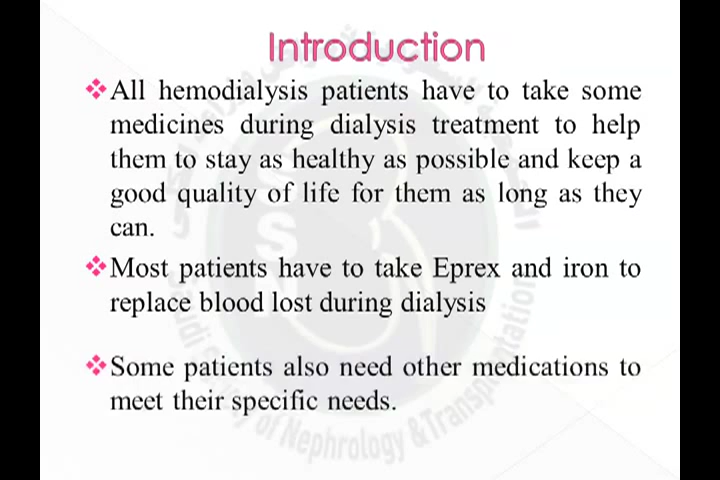 Introduction
All hemodialysis patients have to take some
medicines during dialysis treatment to help
them to stay as healthy as possible and keep a
good quality of life for them as long as they
can.
Most patients have to take Eprex and iron to
replace blood lost during dialysis
Some patients also need other medications to
meet their specific needs.
of Nephrology & Transplantation